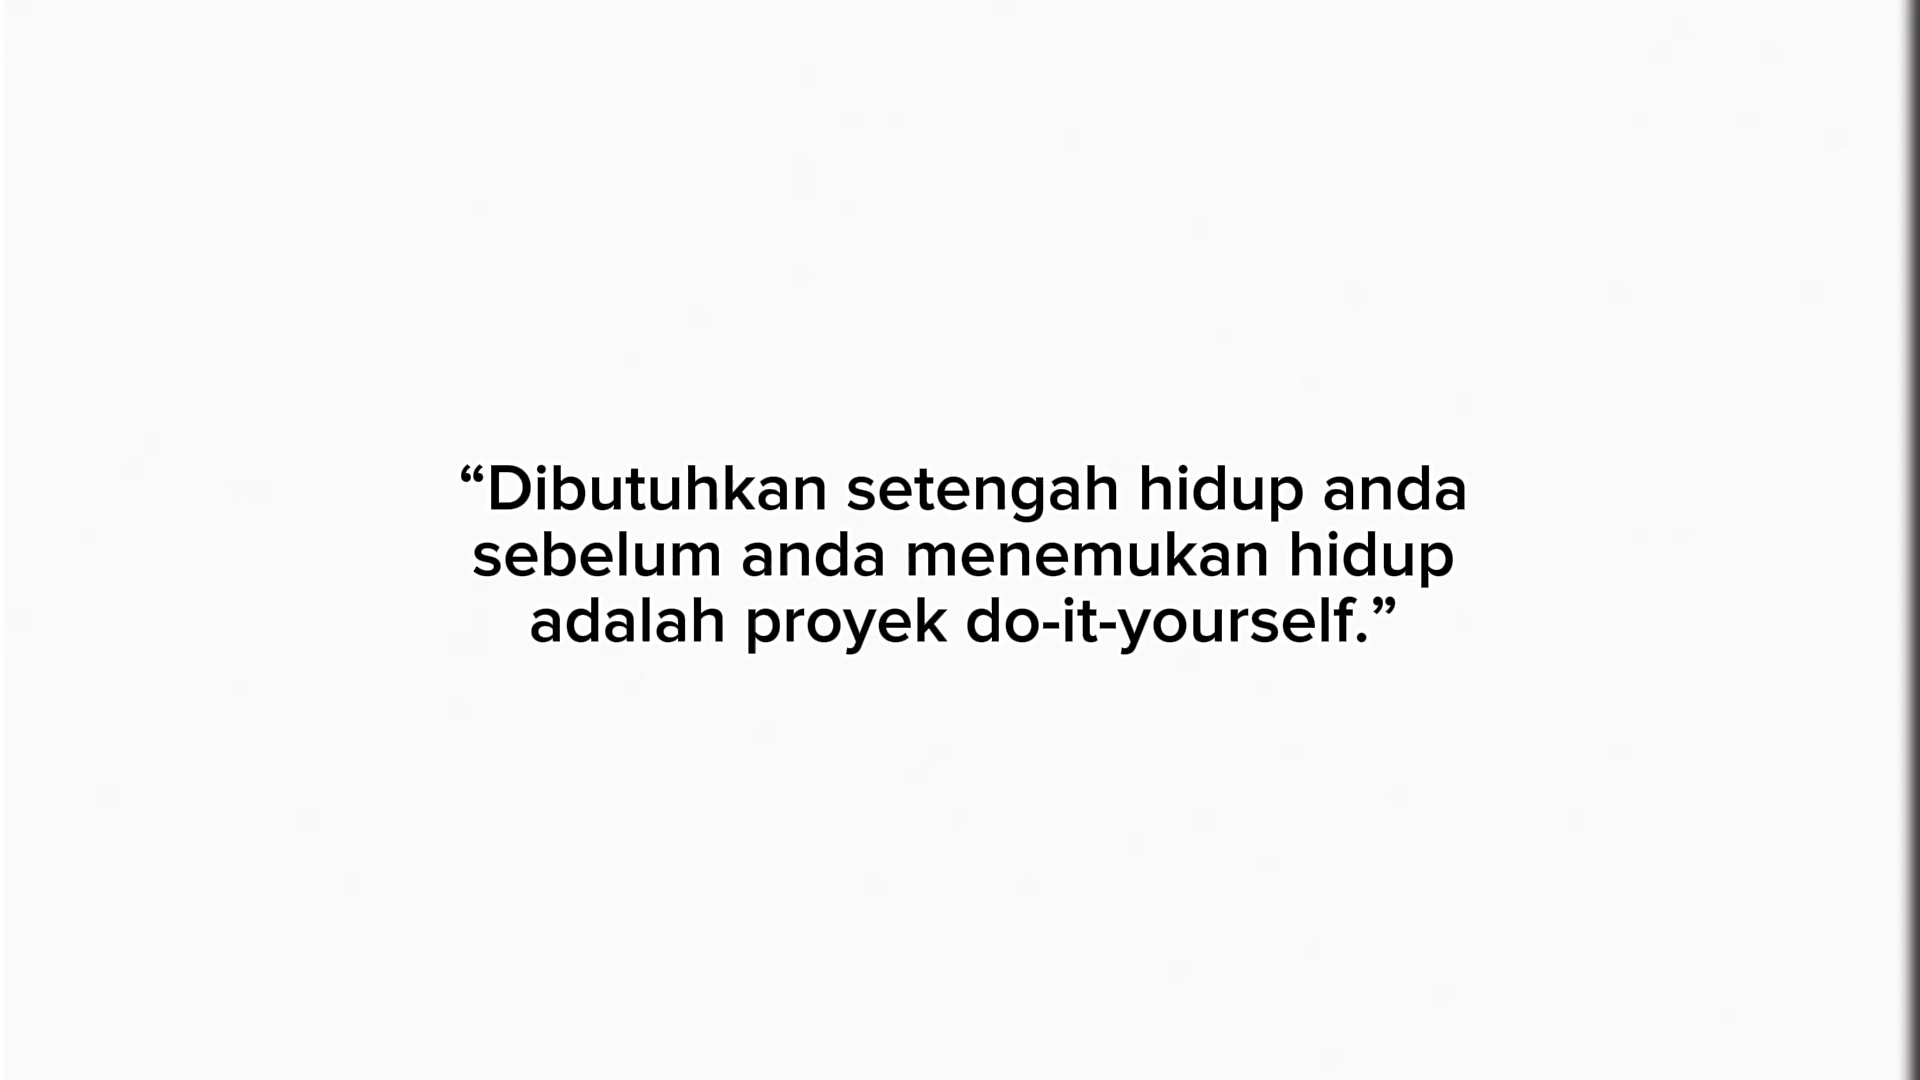 “Dibutuhkan setengah hidup anda
sebelum anda menemukan hidup
adalah proyek do-it-yourself.”